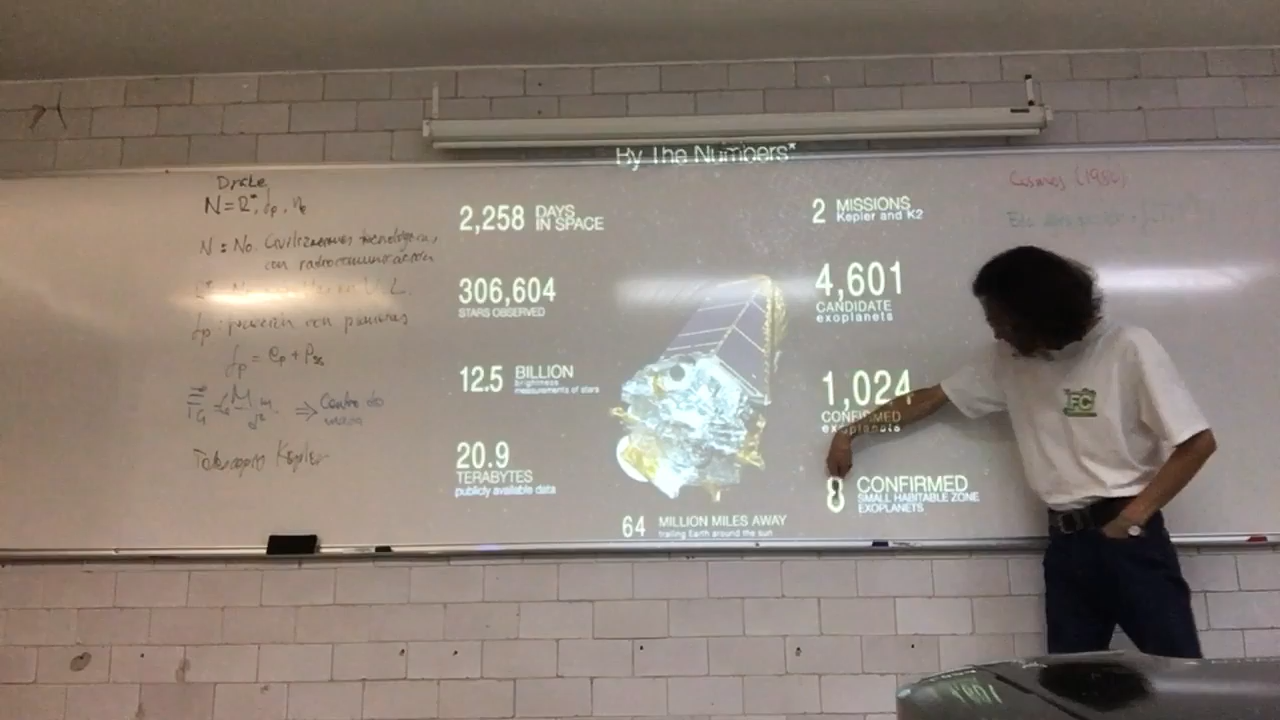 By The Numbers*
Drake
N = R*, fp, ne
N : No. Civilizaciones tecnológicas,
con radiocomunicación
fp: con planetas
fp =
=> Centro de
masa
Telescopio Kepler
2,258 DAYS
IN SPACE
306,604
STARS OBSERVED
12.5 BILLION
brightness
measurements of stars
20.9
TERABYTES
publicly available data
64 MILLION MILES AWAY
trailing Earth around the sun
2 MISSIONS
Kepler and K2
4,601
CANDIDATE
exoplanets
1,024
CONFIRMED
exoplanets
8 CONFIRMED
SMALL HABITABLE ZONE
EXOPLANETS
Cosmos (1980)
FC